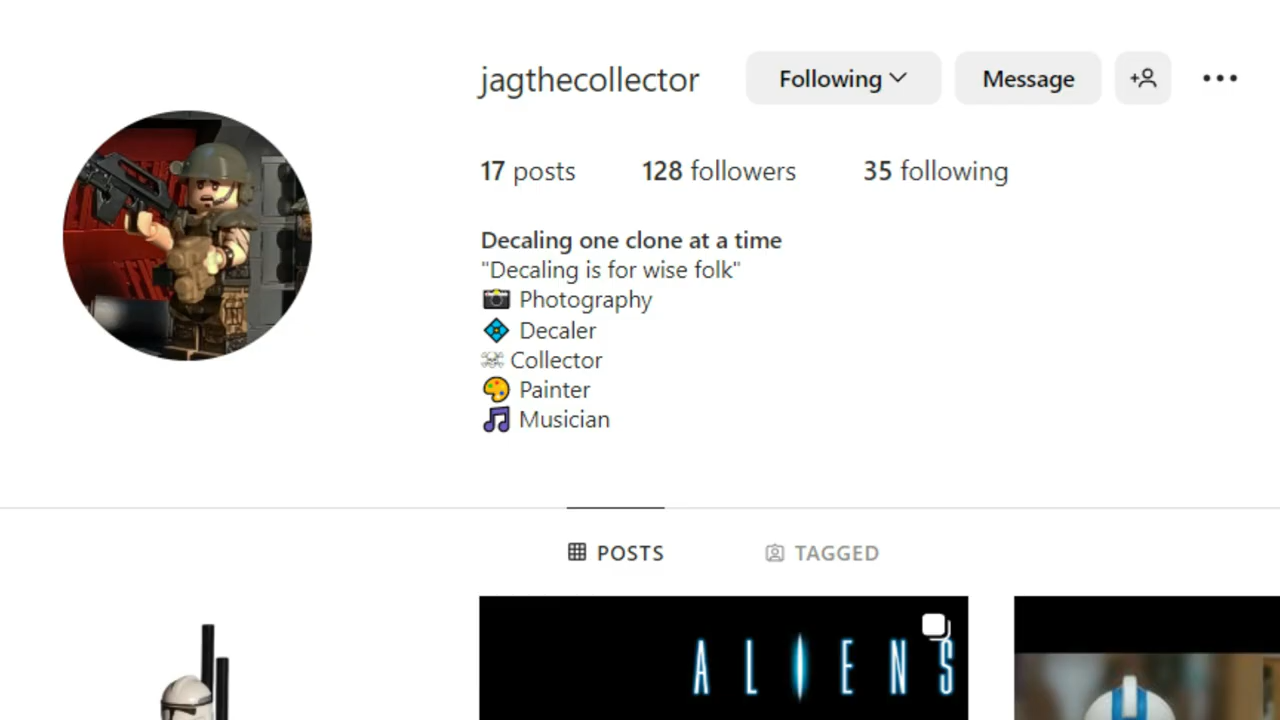 jagthecollector Following Message
17 posts 128 followers 35 following
Decaling one clone at a time
"Decaling is for wise folk"
📷 Photography
💠 Decaler
☠ Collector
🎨 Painter
🎵 Musician
POSTS TAGGED
ALIENS